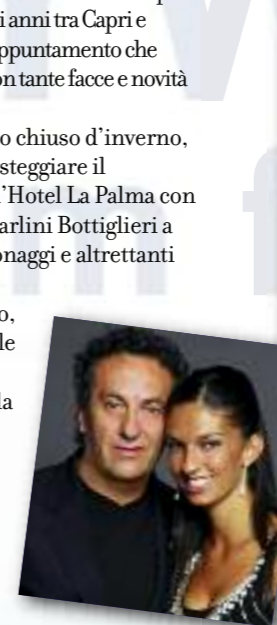 i anni tra Capri e
ppuntamento che
on tante facce e novità
o chiuso d’inverno,
steggiare il
l’Hotel La Palma con
arlini Bottiglieri a
onaggi e altrettanti
o,
le
la